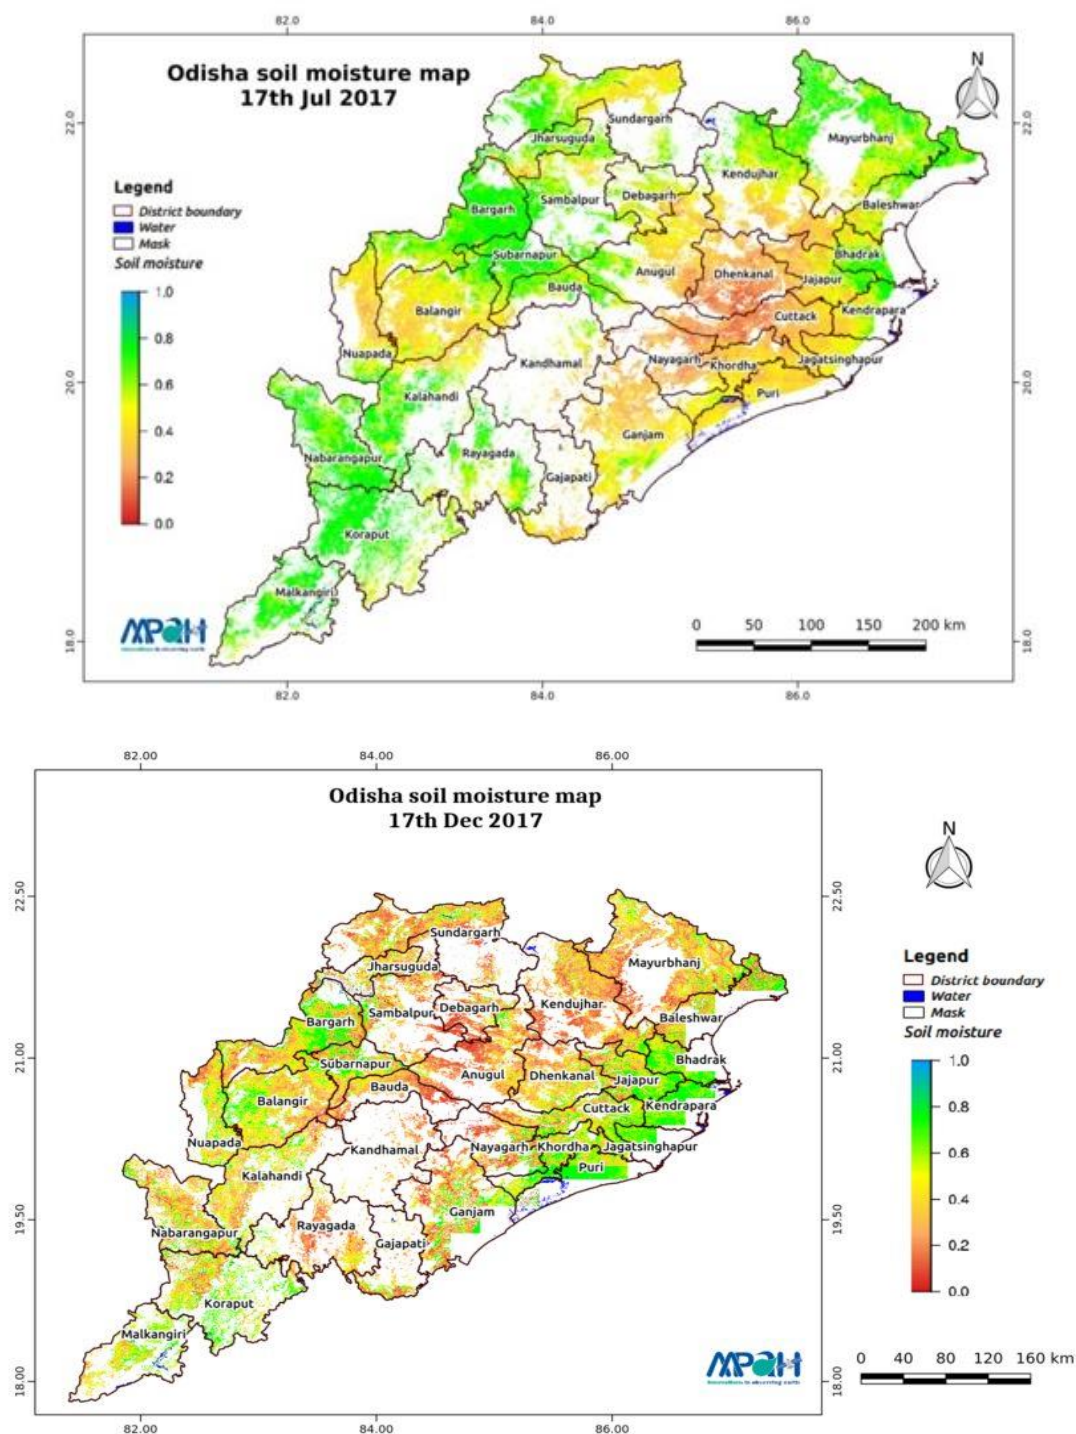 82.0 84.0 86.0
Odisha soil moisture map
17th Jul 2017
N
22.0 22.0
Sundargarh
Jharsuguda
Mayurbhanj
Kendujhar
Legend
District boundary
Water
Mask
Soil moisture
Debagarh
Sambalpur
Bargarh
Baleshwar
Subarnapur
Bhadrak
Anugul
Dhenkanal
Jajapur
Bauda
1.0
0.8
0.6
0.4
0.2
0.0
Balangir
Cuttack
Kendrapara
Nuapada
Kandhamal
Nayagarh
Khordha
Jagatsinghapur
20.0 20.0
Kalahandi
Puri
Ganjam
Nabarangapur
Rayagada
Gajapati
Koraput
Malkangiri
0 50 100 150 200 km
18.0 18.0
82.0 84.0 86.0
82.00 84.00 86.00
Odisha soil moisture map
17th Dec 2017
N
22.50 22.50
Sundargarh
Jharsuguda
Mayurbhanj
Legend
District boundary
Water
Mask
Soil moisture
Kendujhar
Debagarh
Sambalpur
Bargarh
Baleshwar
21.00 21.00
Subarnapur
Bhadrak
Anugul
Dhenkanal
Jajapur
Bauda
1.0
0.8
0.6
0.4
0.2
0.0
Balangir
Cuttack
Kendrapara
Nuapada
Kandhamal
Nayagarh
Khordha
Jagatsinghapur
Kalahandi
Puri
19.50 19.50
Ganjam
Nabarangapur
Rayagada
Gajapati
Koraput
Malkangiri
0 40 80 120 160 km
18.00 18.00
82.00 84.00 86.00